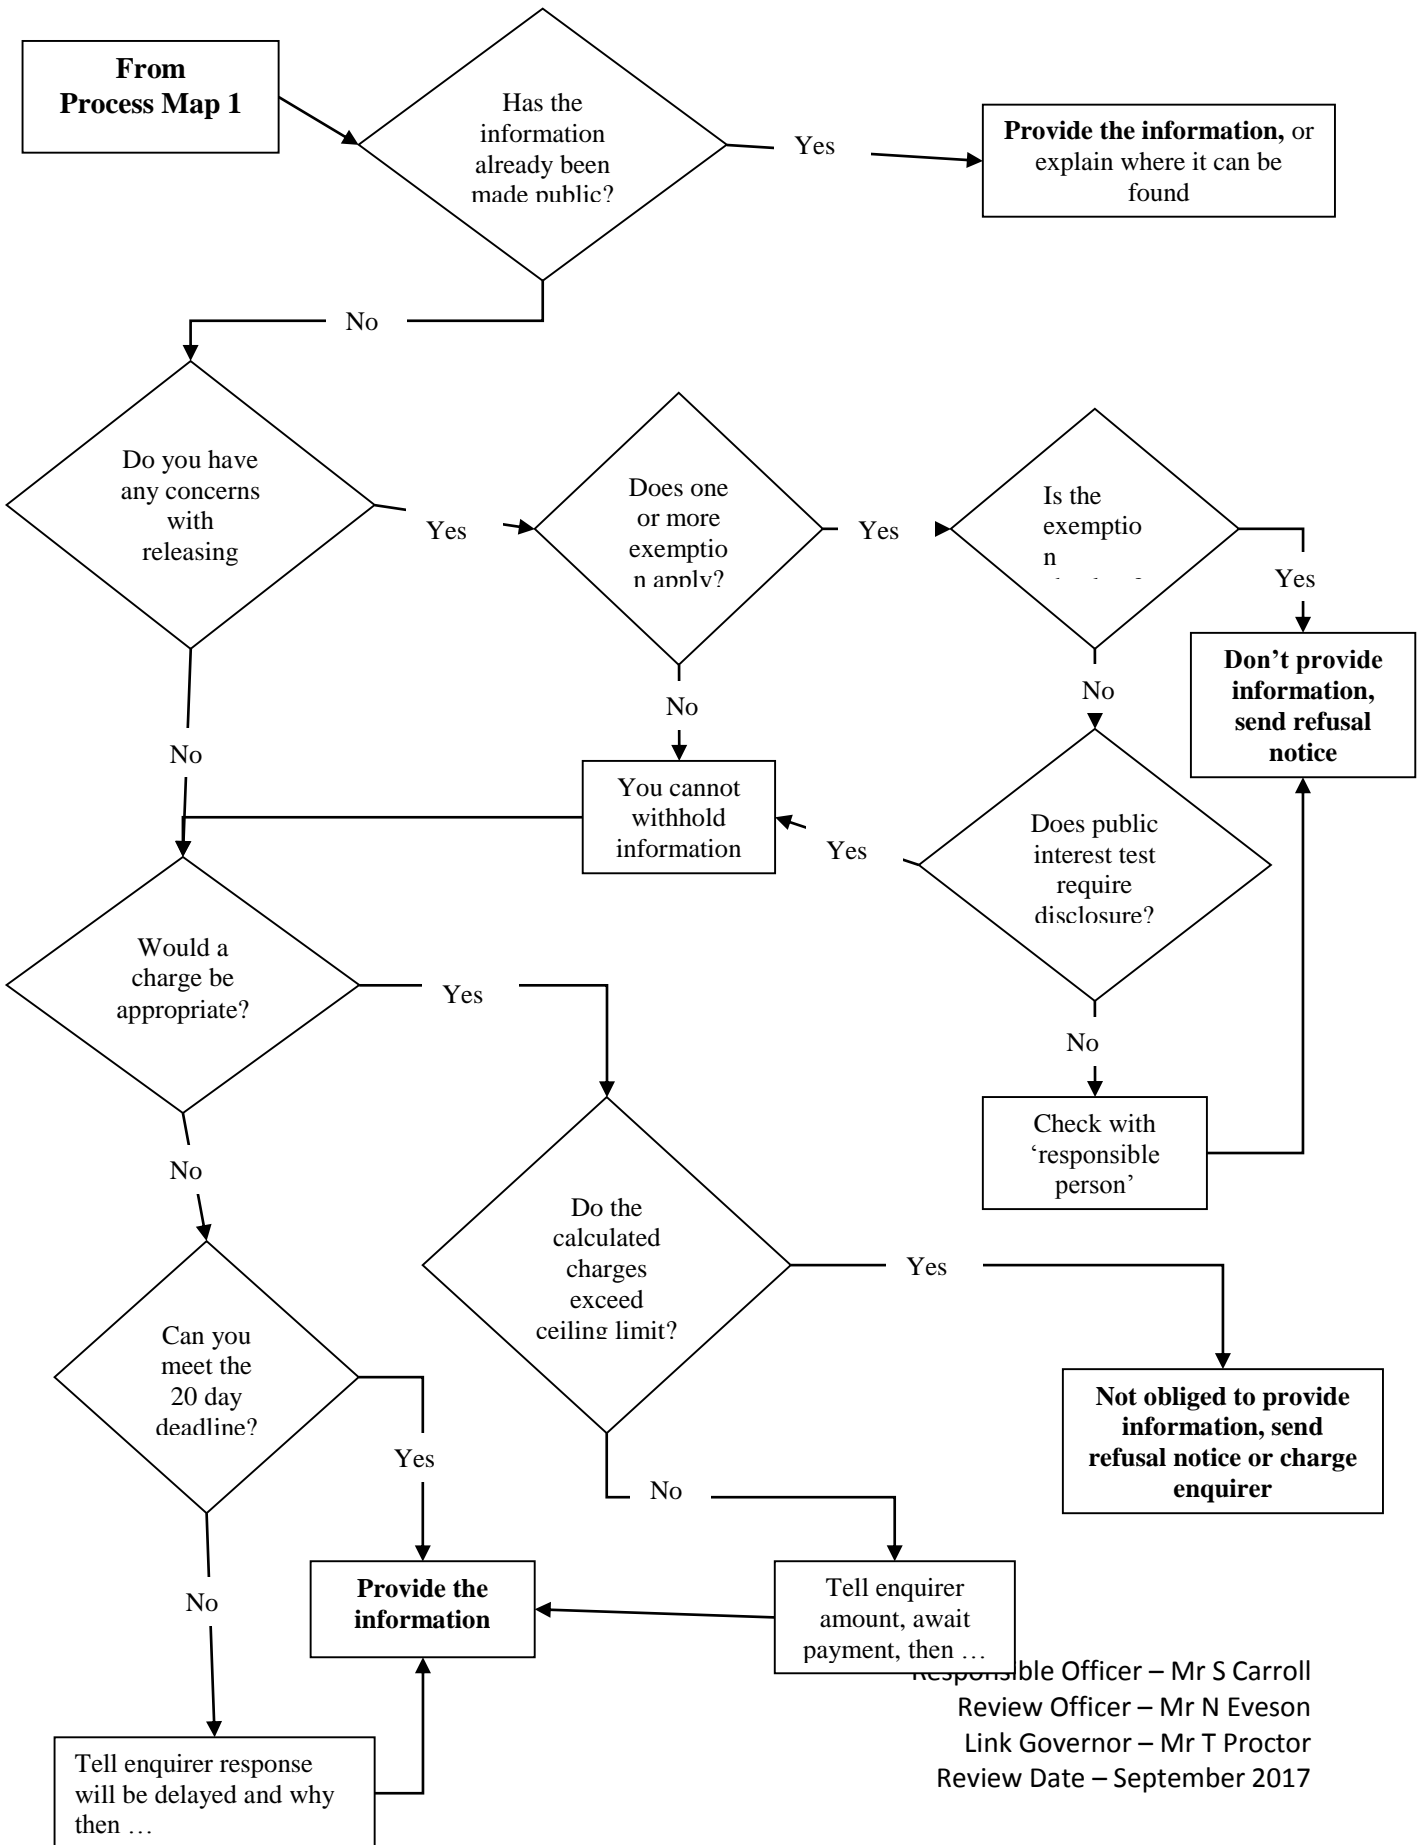 From
Process Map 1
Has the
information
already been
made public?
Yes
Provide the information, or
explain where it can be
found
No
Do you have
any concerns
with
releasing
Yes
Does one
or more
exemptio
n apply?
Yes
Is the
exemptio
n
Yes
Don’t provide
information,
send refusal
notice
No
No
No
You cannot
withhold
information
Does public
interest test
require
disclosure?
Yes
Would a
charge be
appropriate?
Yes
No
Check with
‘responsible
person’
No
Do the
calculated
charges
exceed
ceiling limit?
Yes
Can you
meet the
20 day
deadline?
Not obliged to provide
information, send
refusal notice or charge
enquirer
Yes
No
No
Provide the
information
Tell enquirer
amount, await
payment, then …
Responsible Officer – Mr S Carroll
Review Officer – Mr N Eveson
Link Governor – Mr T Proctor
Review Date – September 2017
Tell enquirer response
will be delayed and why
then …